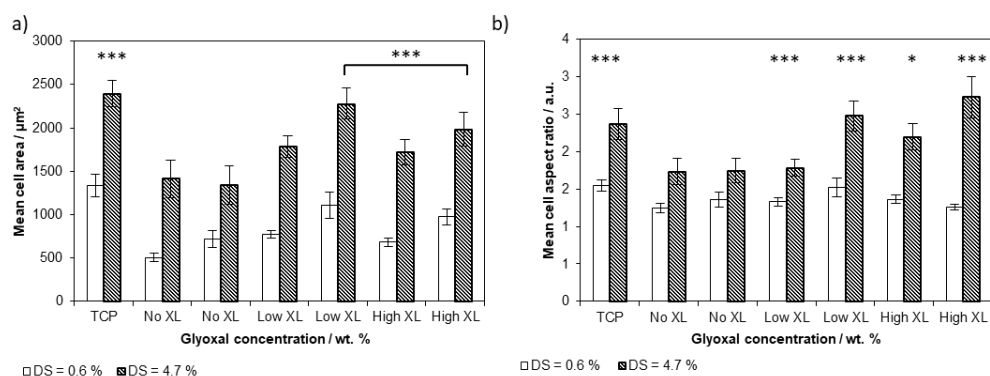 a)
Mean cell area / µm²
3000
2500
2000
1500
1000
500
0
***
***
TCP No XL No XL Low XL Low XL High XL High XL
Glyoxal concentration / wt. %
DS = 0.6 % DS = 4.7 %
b)
Mean cell aspect ratio / a.u.
4
3
3
2
2
1
1
0
*** *** *** * ***
TCP No XL No XL Low XL Low XL High XL High XL
Glyoxal concentration / wt. %
DS = 0.6 % DS = 4.7 %